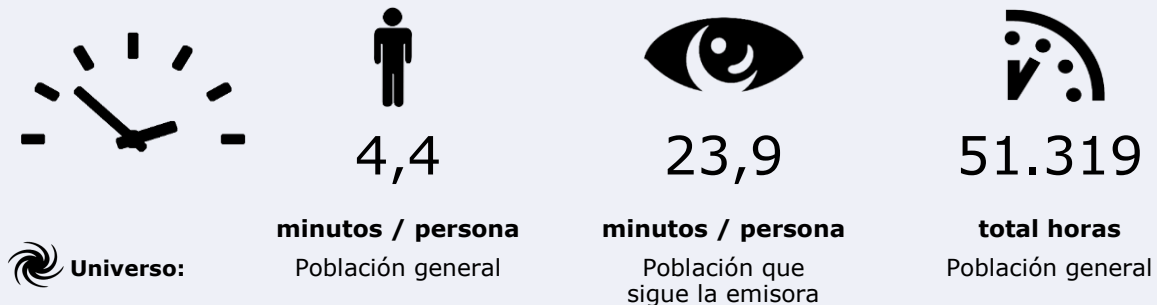 4,4
23,9
51.319
minutos / persona
minutos / persona
total horas
Universo:
Población general
Población que
sigue la emisora
Población general